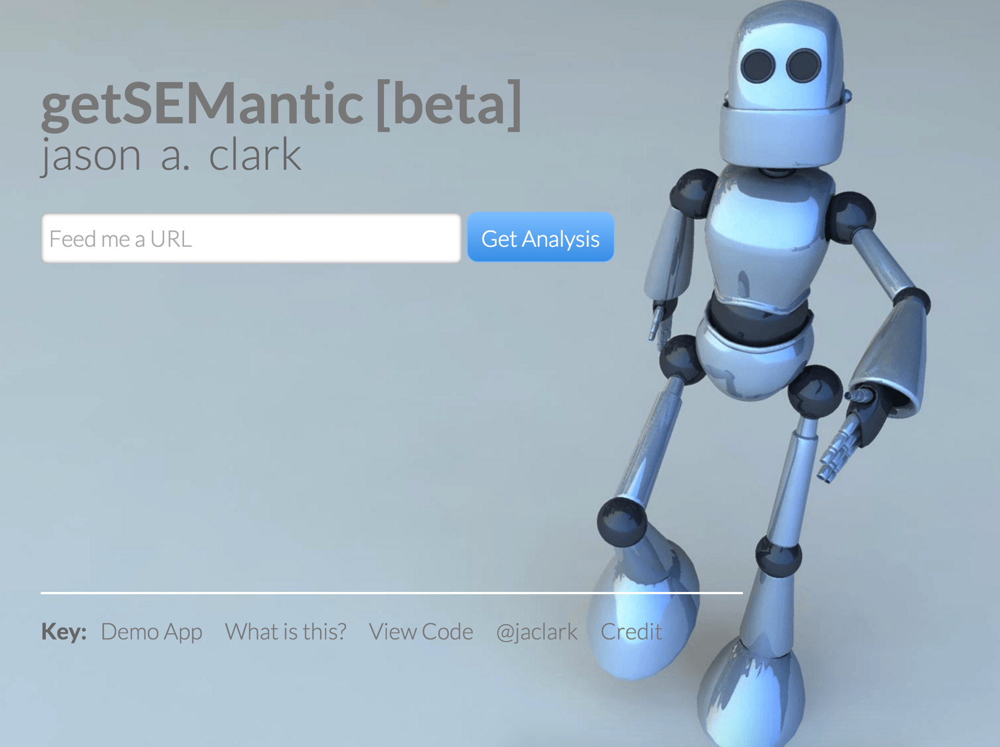 getSEMantic [beta]
jason a. clark
Feed me a URL
Get Analysis
Key: Demo App What is this? View Code @jaclark Credit